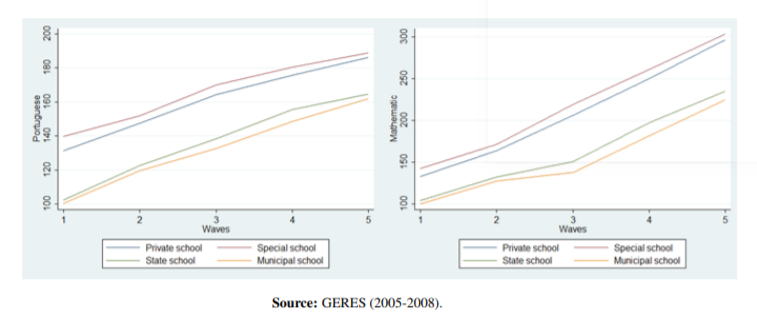 Portuguese
200
180
160
140
120
100
1 2 3 4 5
Waves
Private school Special school
State school Municipal school
Mathematic
300
250
200
150
100
1 2 3 4 5
Waves
Private school Special school
State school Municipal school
Source: GERES (2005-2008).